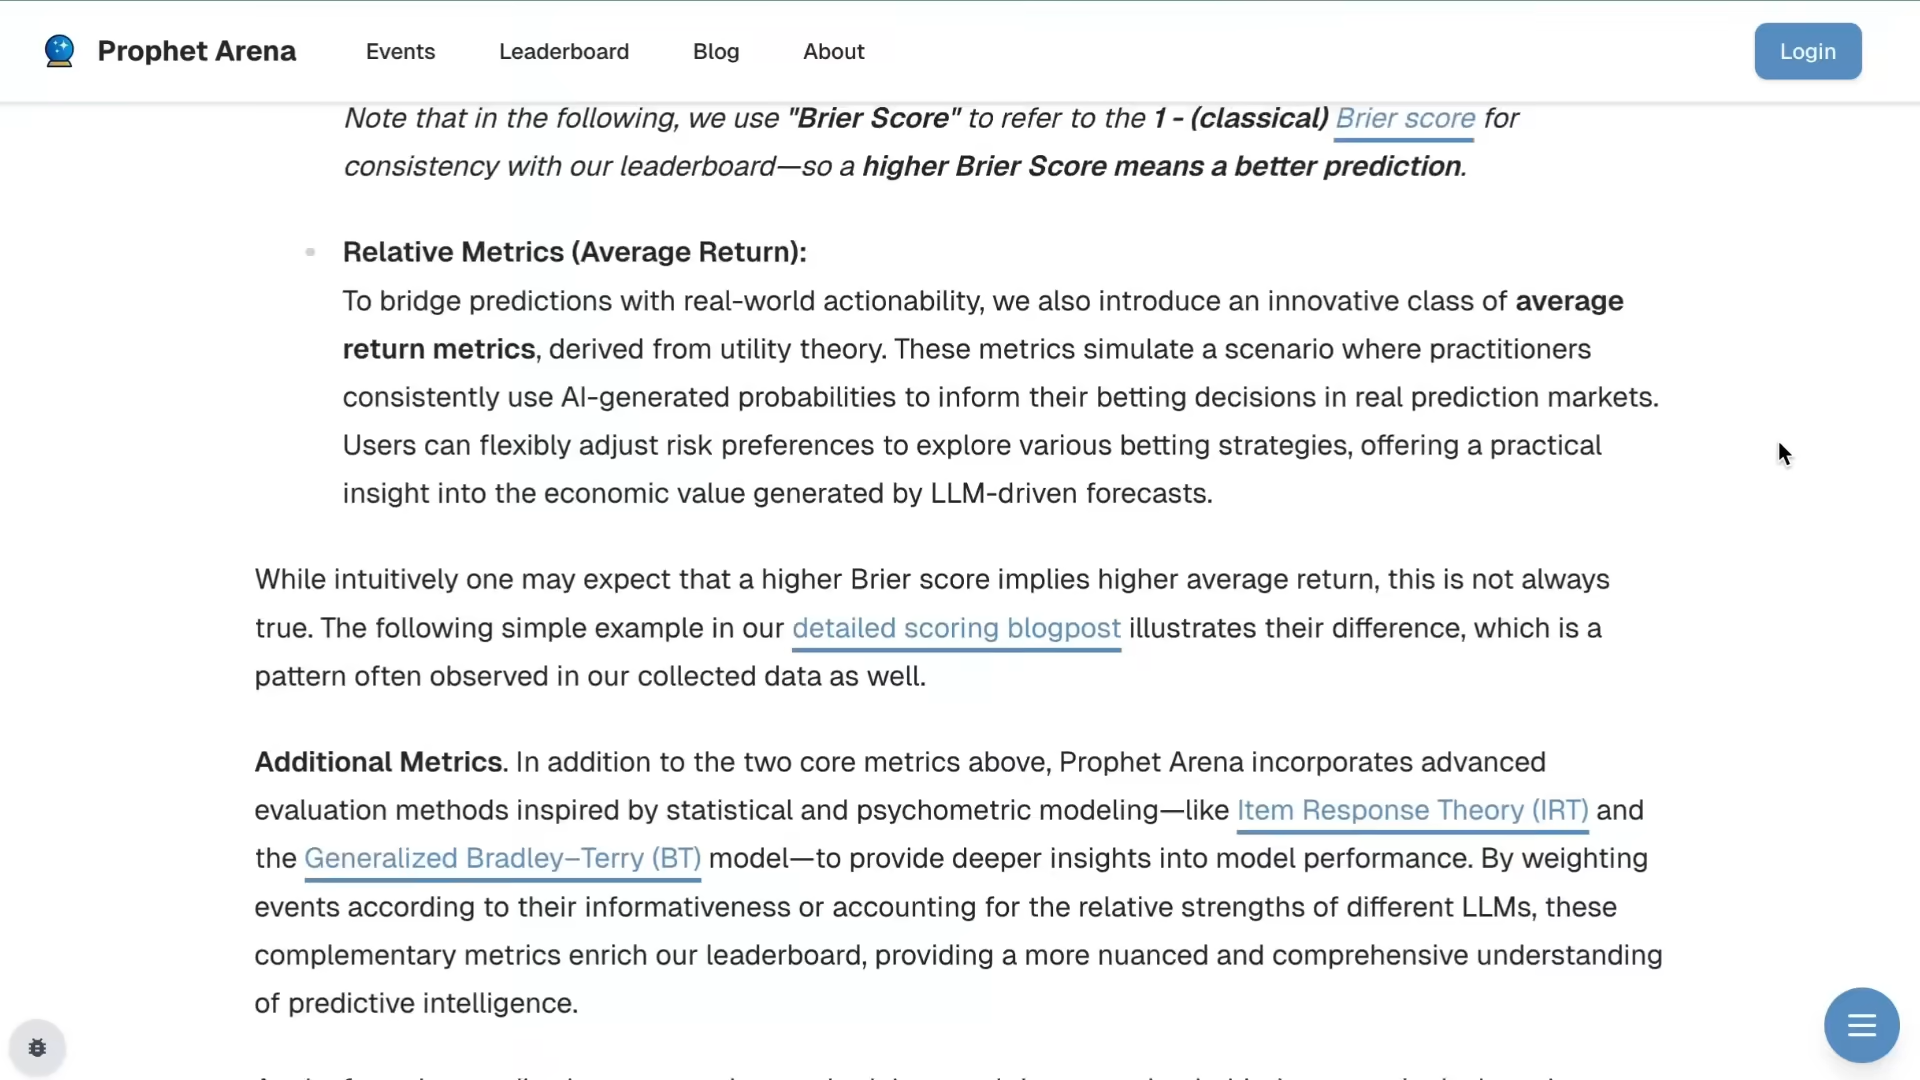 Prophet Arena
Events
Leaderboard
Blog
About
Login
Note that in the following, we use "Brier Score" to refer to the 1 - (classical) Brier score for
consistency with our leaderboard—so a higher Brier Score means a better prediction.
Relative Metrics (Average Return):
To bridge predictions with real-world actionability, we also introduce an innovative class of average
return metrics, derived from utility theory. These metrics simulate a scenario where practitioners
consistently use AI-generated probabilities to inform their betting decisions in real prediction markets.
Users can flexibly adjust risk preferences to explore various betting strategies, offering a practical
insight into the economic value generated by LLM-driven forecasts.
While intuitively one may expect that a higher Brier score implies higher average return, this is not always
true. The following simple example in our detailed scoring blogpost illustrates their difference, which is a
pattern often observed in our collected data as well.
Additional Metrics. In addition to the two core metrics above, Prophet Arena incorporates advanced
evaluation methods inspired by statistical and psychometric modeling—like Item Response Theory (IRT) and
the Generalized Bradley–Terry (BT) model—to provide deeper insights into model performance. By weighting
events according to their informativeness or accounting for the relative strengths of different LLMs, these
complementary metrics enrich our leaderboard, providing a more nuanced and comprehensive understanding
of predictive intelligence.